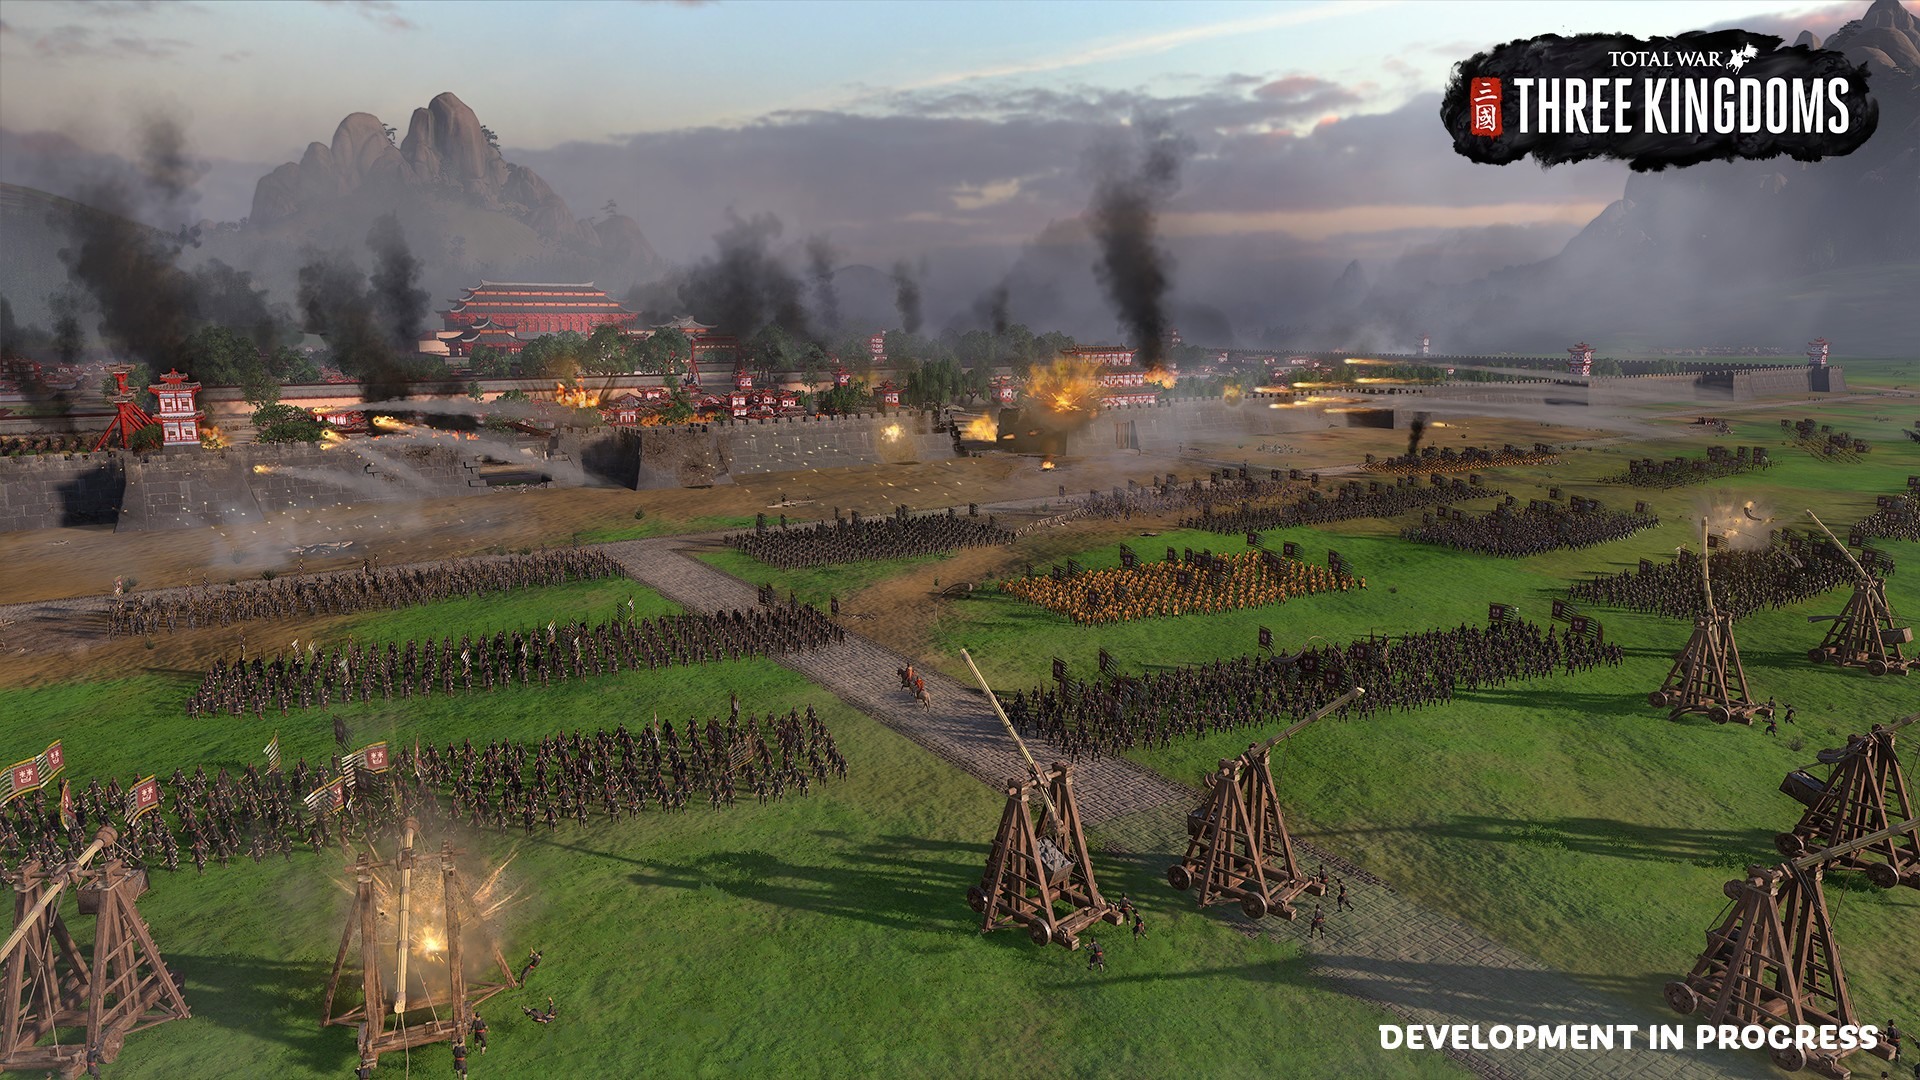 TOTAL WAR
三國 THREE KINGDOMS
DEVELOPMENT IN PROGRESS